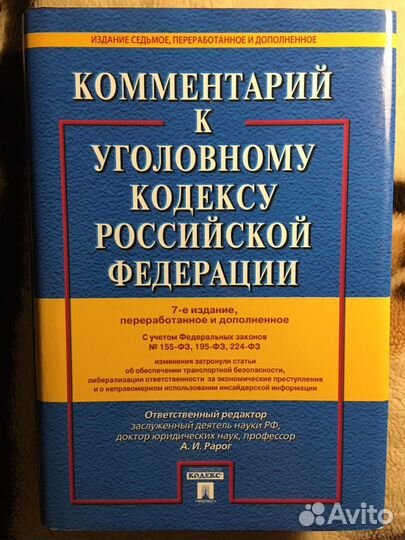 ИЗДАНИЕ СЕДЬМОЕ, ПЕРЕРАБОТАННОЕ И ДОПОЛНЕННОЕ
КОММЕНТАРИЙ
К
УГОЛОВНОМУ
КОДЕКСУ
РОССИЙСКОЙ
ФЕДЕРАЦИИ
7-е издание,
переработанное и дополненное
С учетом Федеральных законов
№ 155-ФЗ, 195-ФЗ, 224-ФЗ
изменения затронули статьи
об обеспечении транспортной безопасности,
либерализации ответственности за экономические преступления
и о неправомерном использовании инсайдерской информации
Ответственный редактор
заслуженный деятель науки РФ,
доктор юридических наук, профессор
А. И. Рарог
КОДЕКС
ПРОСПЕКТ
Avito